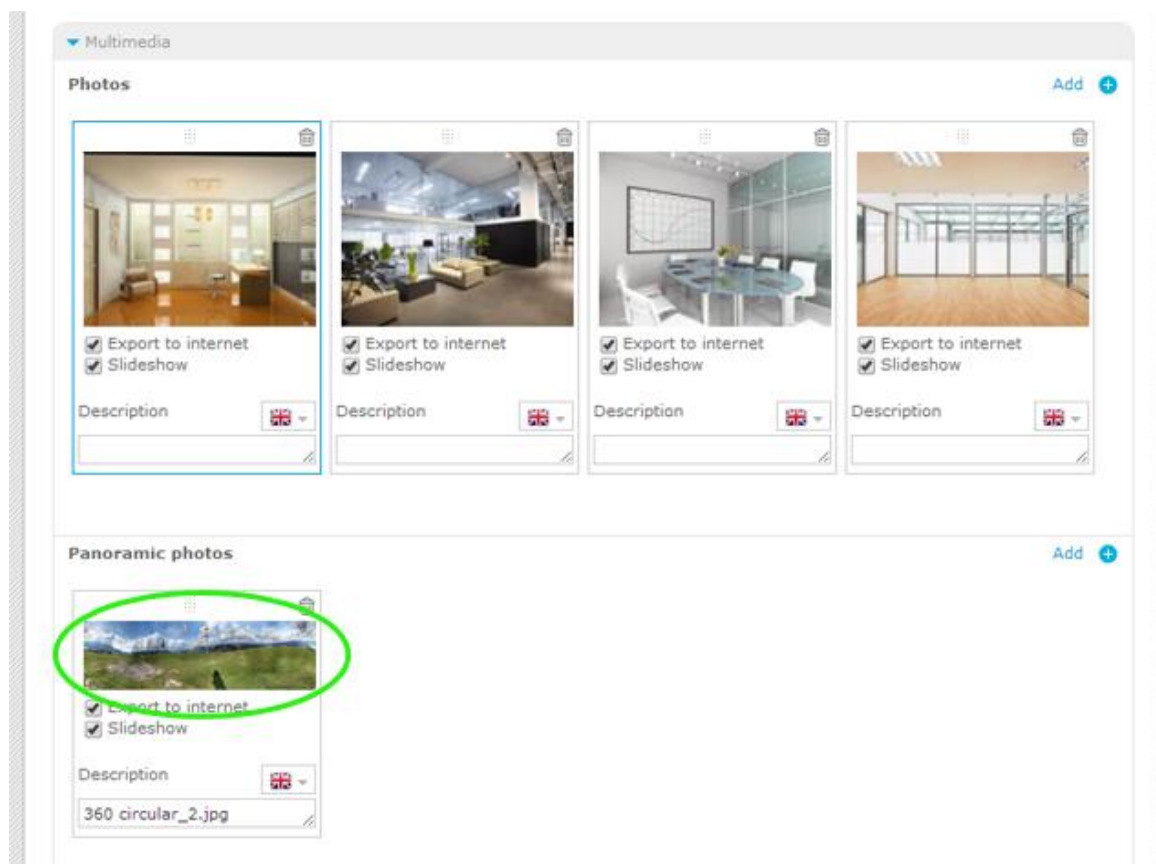 Multimedia
Photos Add
Export to internet Export to internet Export to internet Export to internet
Slideshow Slideshow Slideshow Slideshow
Description Description Description Description
Panoramic photos Add
Export to internet
Slideshow
Description
360 circular_2.jpg